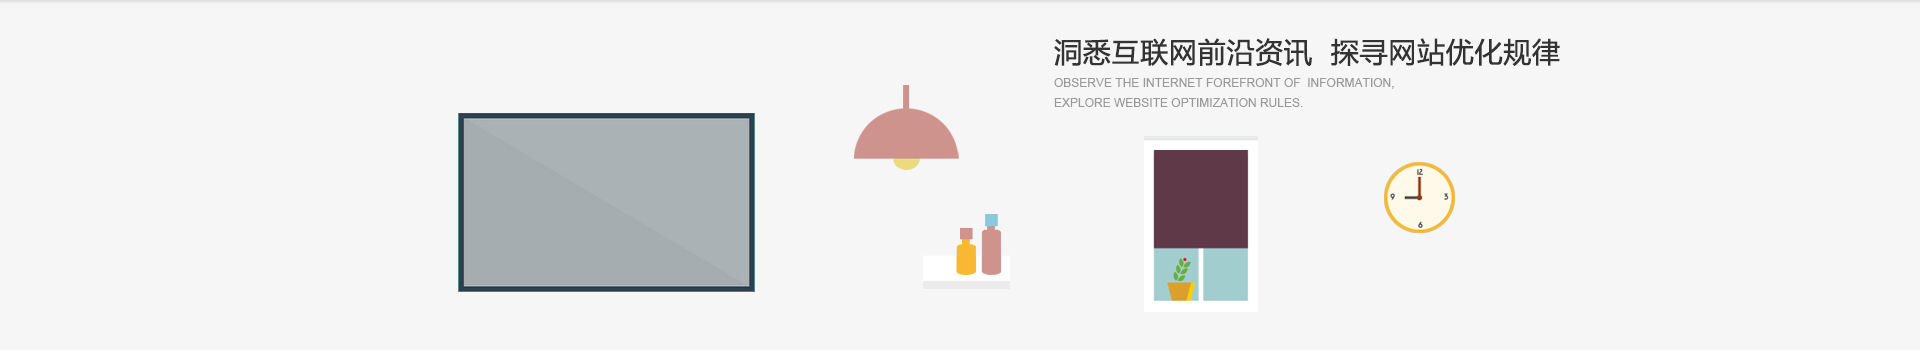 洞悉互联网前沿资讯  探寻网站优化规律
OBSERVE THE INTERNET FOREFRONT OF  INFORMATION,
EXPLORE WEBSITE OPTIMIZATION RULES.
12
9 3
6